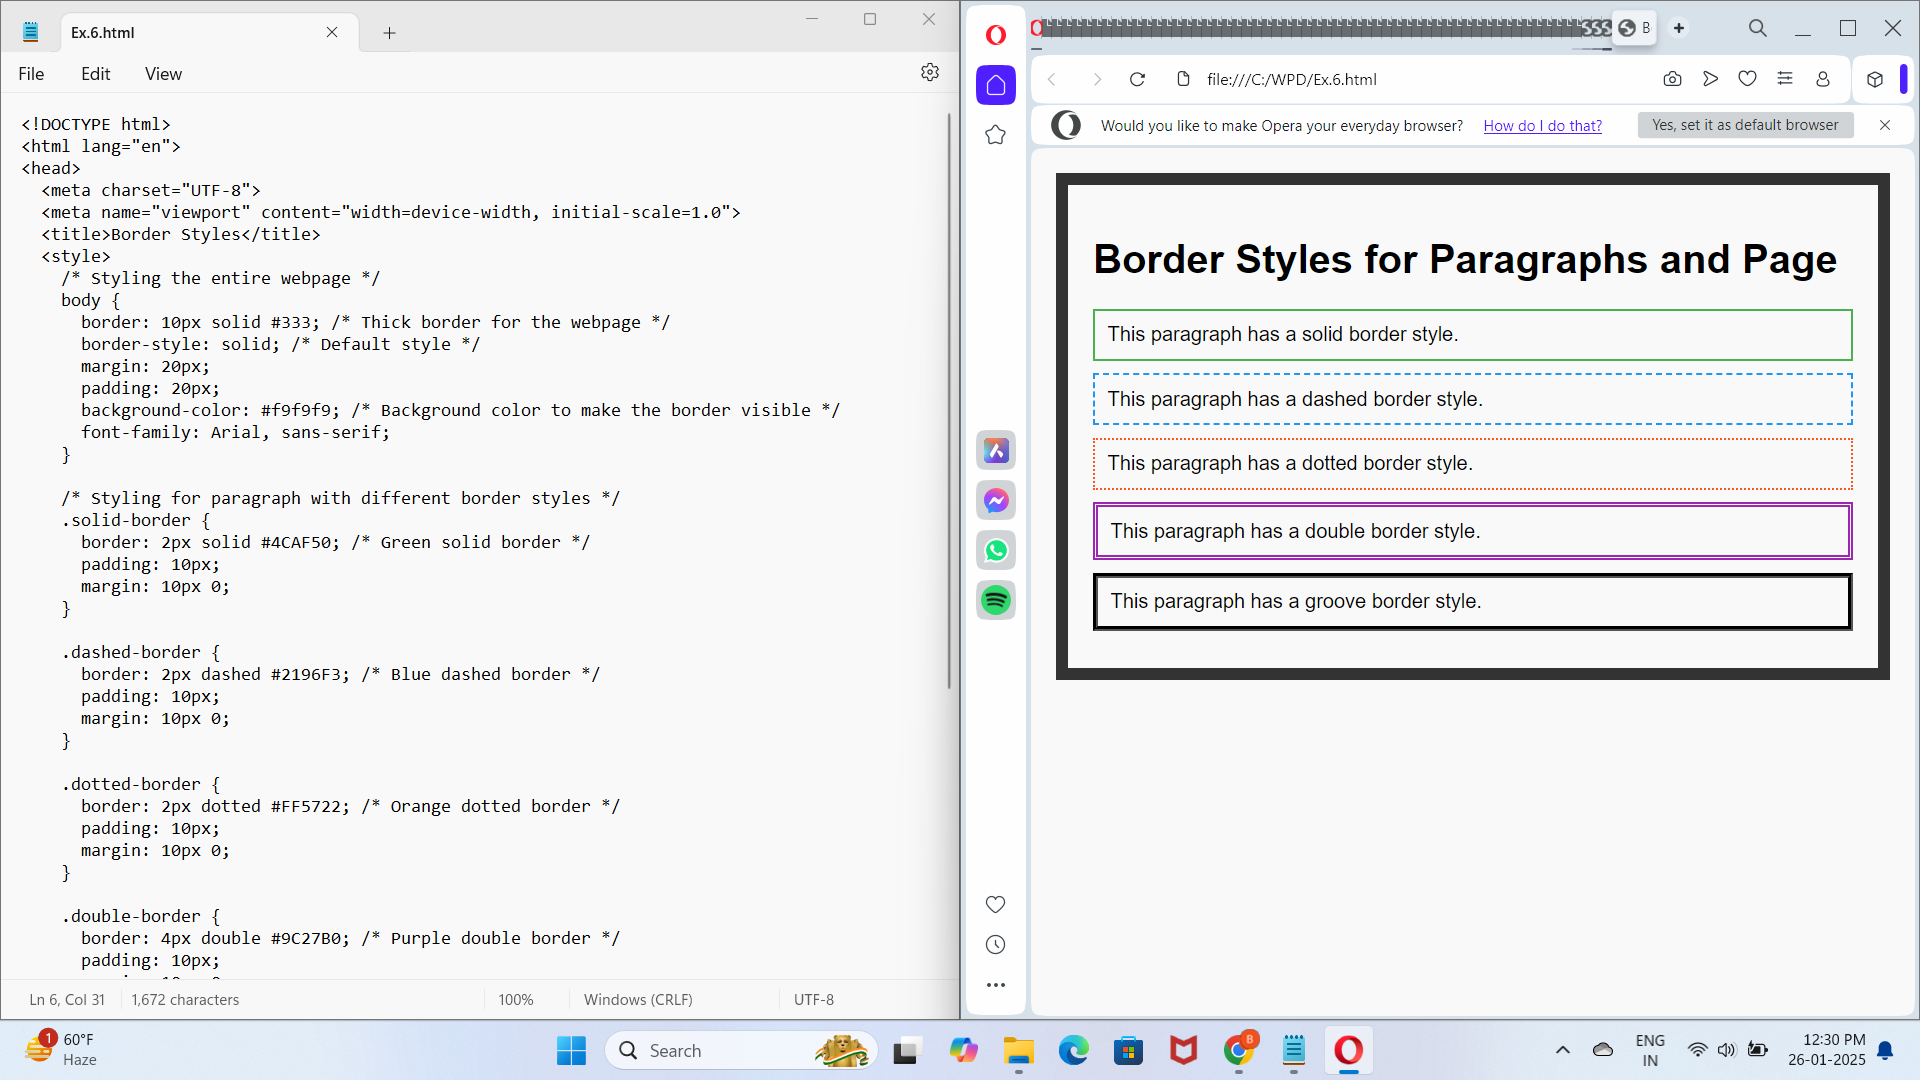 Ex.6.html
File Edit View
<!DOCTYPE html>
<html lang="en">
<head>
<meta charset="UTF-8">
<meta name="viewport" content="width=device-width, initial-scale=1.0">
<title>Border Styles</title>
<style>
/* Styling the entire webpage */
body {
border: 10px solid #333; /* Thick border for the webpage */
border-style: solid; /* Default style */
margin: 20px;
padding: 20px;
background-color: #f9f9f9; /* Background color to make the border visible */
font-family: Arial, sans-serif;
}
/* Styling for paragraph with different border styles */
.solid-border {
border: 2px solid #4CAF50; /* Green solid border */
padding: 10px;
margin: 10px 0;
}
.dashed-border {
border: 2px dashed #2196F3; /* Blue dashed border */
padding: 10px;
margin: 10px 0;
}
.dotted-border {
border: 2px dotted #FF5722; /* Orange dotted border */
padding: 10px;
margin: 10px 0;
}
.double-border {
border: 4px double #9C27B0; /* Purple double border */
padding: 10px;
Ln 6, Col 31 1,672 characters 100% Windows (CRLF) UTF-8
B
file:///C:/WPD/Ex.6.html
Would you like to make Opera your everyday browser? How do I do that? Yes, set it as default browser
Border Styles for Paragraphs and Page
This paragraph has a solid border style.
This paragraph has a dashed border style.
This paragraph has a dotted border style.
This paragraph has a double border style.
This paragraph has a groove border style.
1
60°F
Haze
Search
B
ENG
IN
12:30 PM
26-01-2025